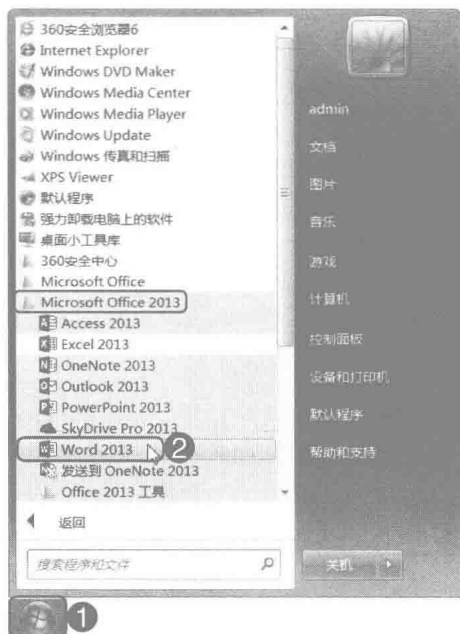 360安全浏览器6
Internet Explorer
Windows DVD Maker
Windows Media Center
Windows Media Player
Windows Update
Windows 传真和扫描
XPS Viewer
默认程序
强力卸载电脑上的软件
桌面小工具库
360安全中心
Microsoft Office
Microsoft Office 2013
Access 2013
Excel 2013
OneNote 2013
Outlook 2013
PowerPoint 2013
SkyDrive Pro 2013
Word 2013
2
发送到 OneNote 2013
Office 2013 工具
返回
搜索程序和文件
admin
文档
图片
音乐
游戏
计算机
控制面板
设备和打印机
默认程序
帮助和支持
关机
1